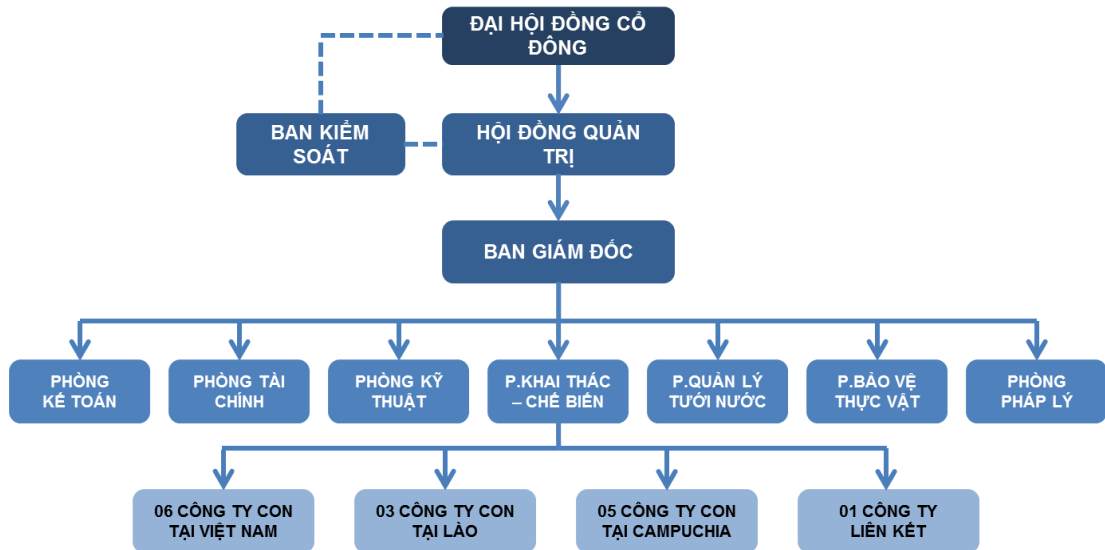 ĐẠI HỘI ĐỒNG CỔ
ĐÔNG
BAN KIỂM
SOÁT
HỘI ĐỒNG QUẢN
TRỊ
BAN GIÁM ĐỐC
PHÒNG
KẾ TOÁN
PHÒNG TÀI
CHÍNH
PHÒNG KỸ
THUẬT
P.KHAI THÁC
– CHẾ BIẾN
P.QUẢN LÝ
TƯỚI NƯỚC
P.BẢO VỆ
THỰC VẬT
PHÒNG
PHÁP LÝ
06 CÔNG TY CON
TẠI VIỆT NAM
03 CÔNG TY CON
TẠI LÀO
05 CÔNG TY CON
TẠI CAMPUCHIA
01 CÔNG TY
LIÊN KẾT